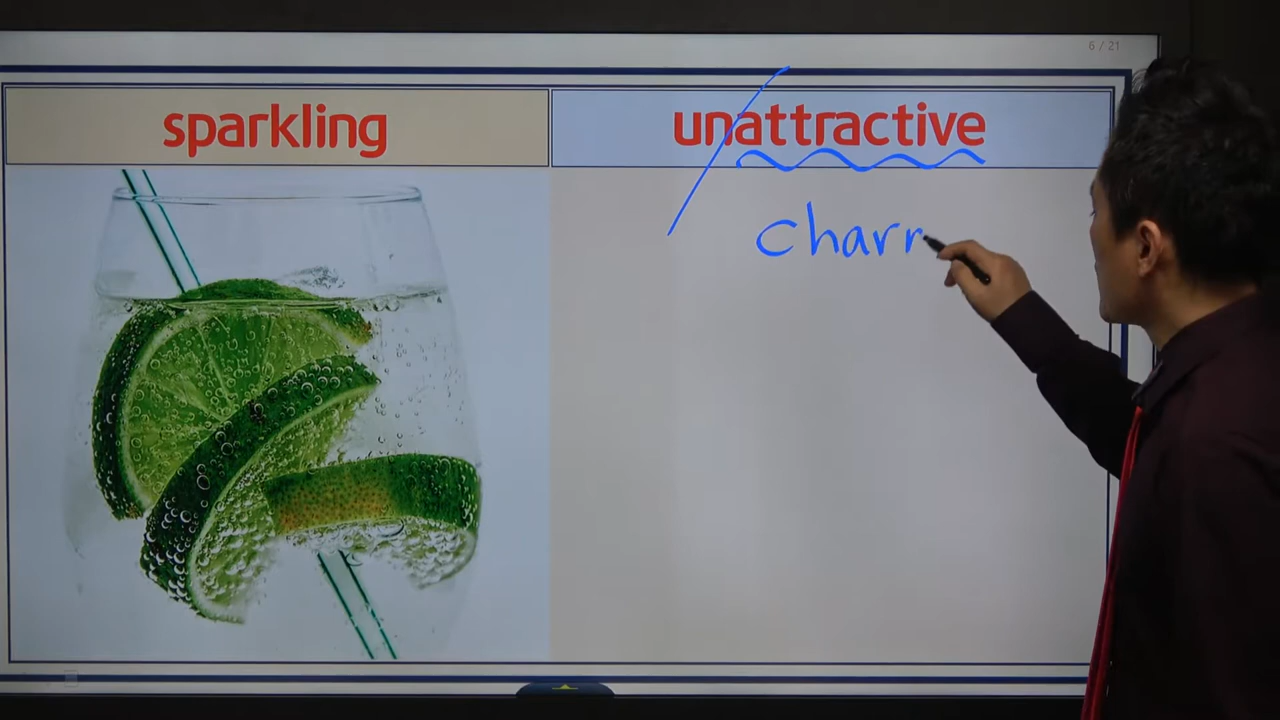 6 / 21
sparkling
unattractive
charr